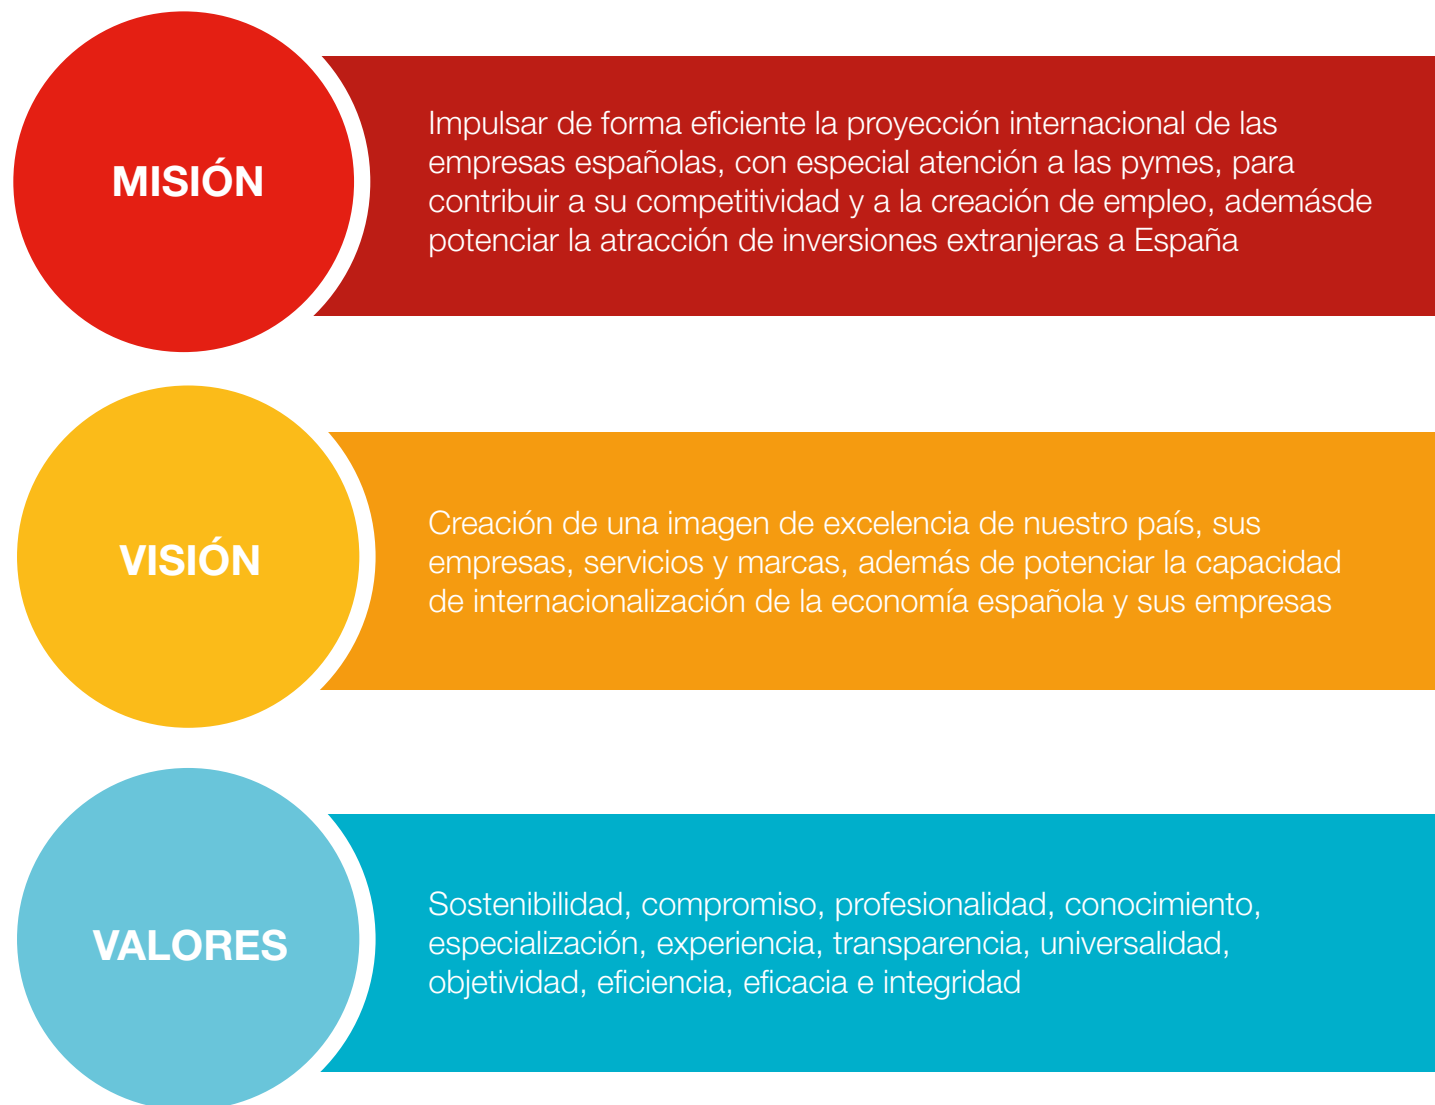 MISIÓN
Impulsar de forma eficiente la proyección internacional de las
empresas españolas, con especial atención a las pymes, para
contribuir a su competitividad y a la creación de empleo, ademásde
potenciar la atracción de inversiones extranjeras a España
VISIÓN
Creación de una imagen de excelencia de nuestro país, sus
empresas, servicios y marcas, además de potenciar la capacidad
de internacionalización de la economía española y sus empresas
VALORES
Sostenibilidad, compromiso, profesionalidad, conocimiento,
especialización, experiencia, transparencia, universalidad,
objetividad, eficiencia, eficacia e integridad